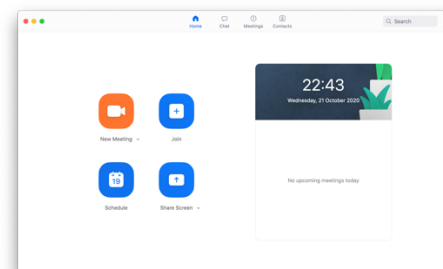 Home
Chat
Meetings
Contacts
Search
22:43
Wednesday, 21 October 2020
New Meeting
Join
19
Schedule
Share Screen
No upcoming meetings today